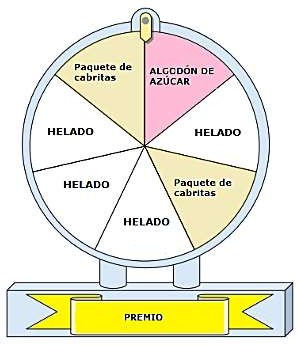 Paquete de
cabritas
ALGODÓN DE
AZÚCAR
HELADO
HELADO
HELADO
Paquete de
cabritas
HELADO
PREMIO